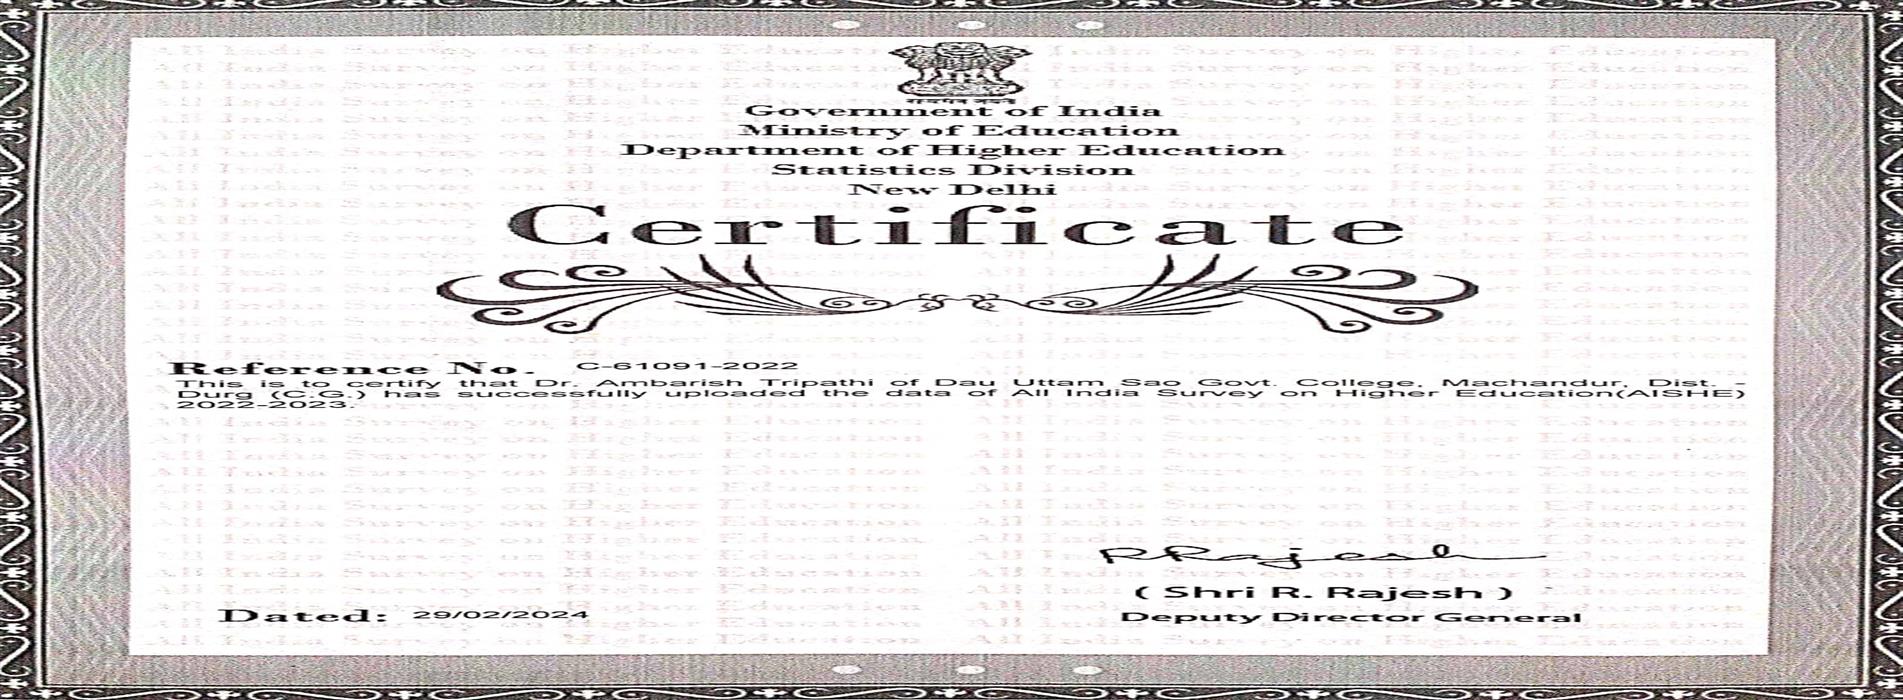 सत्यमेव जयते
Government of India
Ministry of Education
Department of Higher Education
Statistics Division
New Delhi
Certificate
Reference No. C-61091-2022
This is to certify that Dr. Ambarish Tripathi of Dau Uttam Sao Govt. College, Machandur, Dist. -
Durg (C.G.) has successfully uploaded the data of All India Survey on Higher Education(AISHE)
2022-2023.
RRajesh
( Shri R. Rajesh )
Dated: 29/02/2024
Deputy Director General